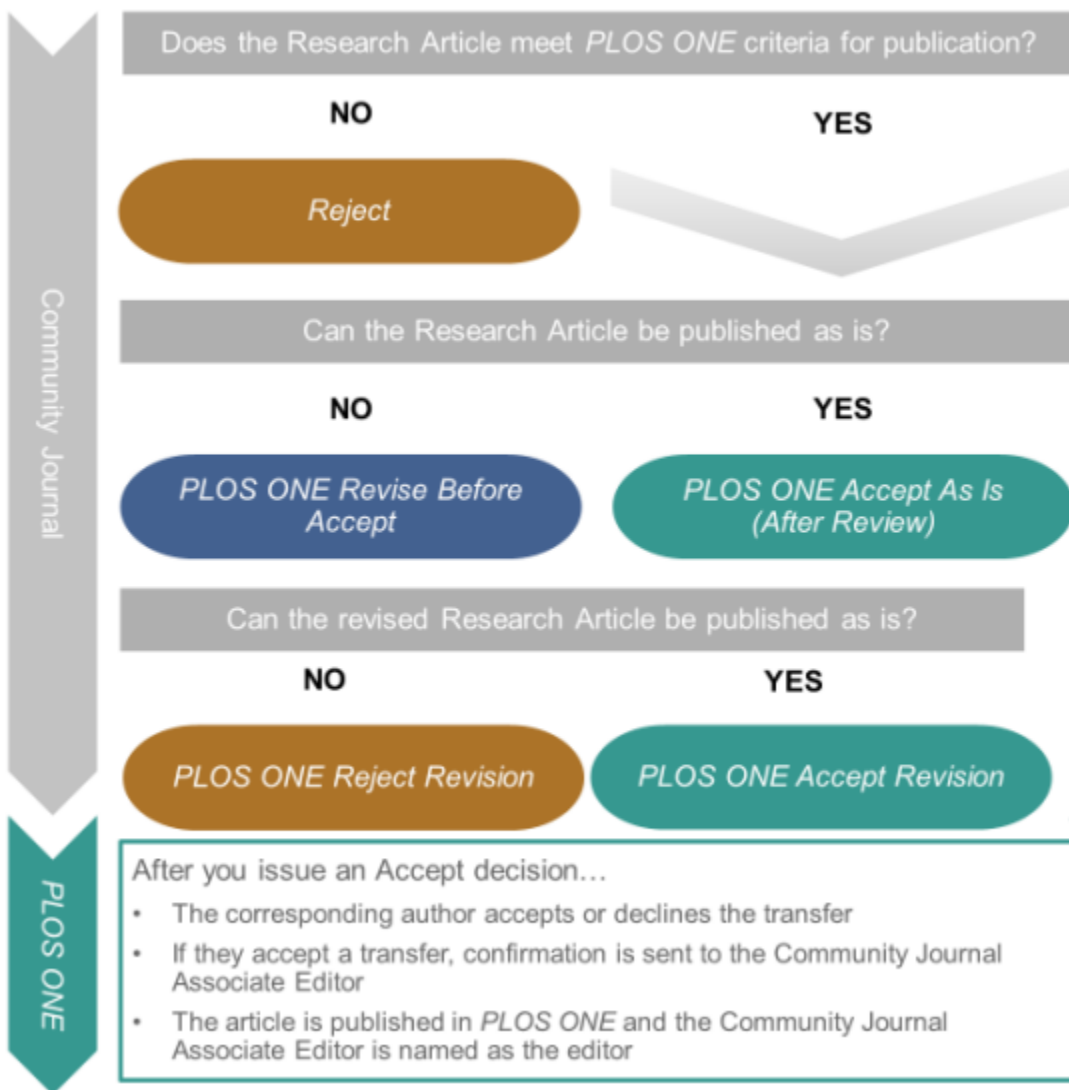 Does the Research Article meet PLOS ONE criteria for publication?
NO
YES
Reject
Community Journal
Can the Research Article be published as is?
NO
YES
PLOS ONE Revise Before
Accept
PLOS ONE Accept As Is
(After Review)
Can the revised Research Article be published as is?
NO
YES
PLOS ONE Reject Revision
PLOS ONE Accept Revision
PLOS ONE
After you issue an Accept decision…
• The corresponding author accepts or declines the transfer
• If they accept a transfer, confirmation is sent to the Community Journal
Associate Editor
• The article is published in PLOS ONE and the Community Journal
Associate Editor is named as the editor